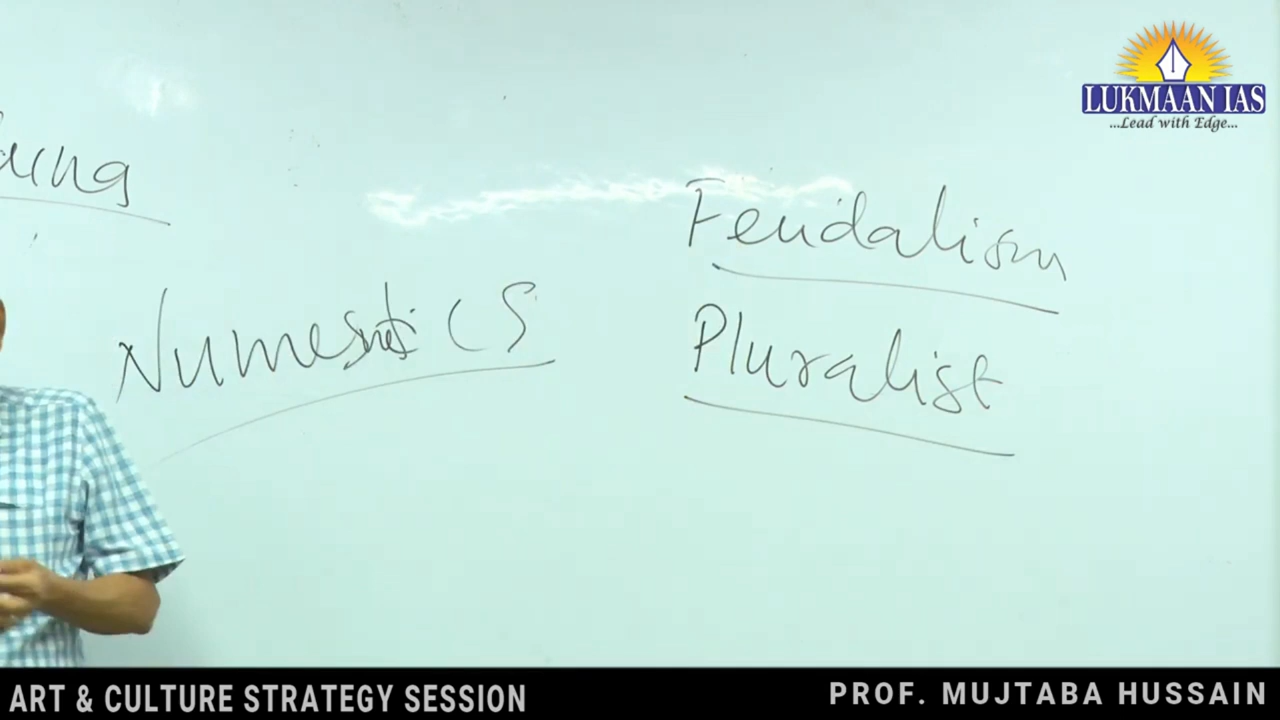 LUKMAAN IAS
...Lead with Edge...
Feudalism
Pluralist
ART & CULTURE STRATEGY SESSION
PROF. MUJTABA HUSSAIN